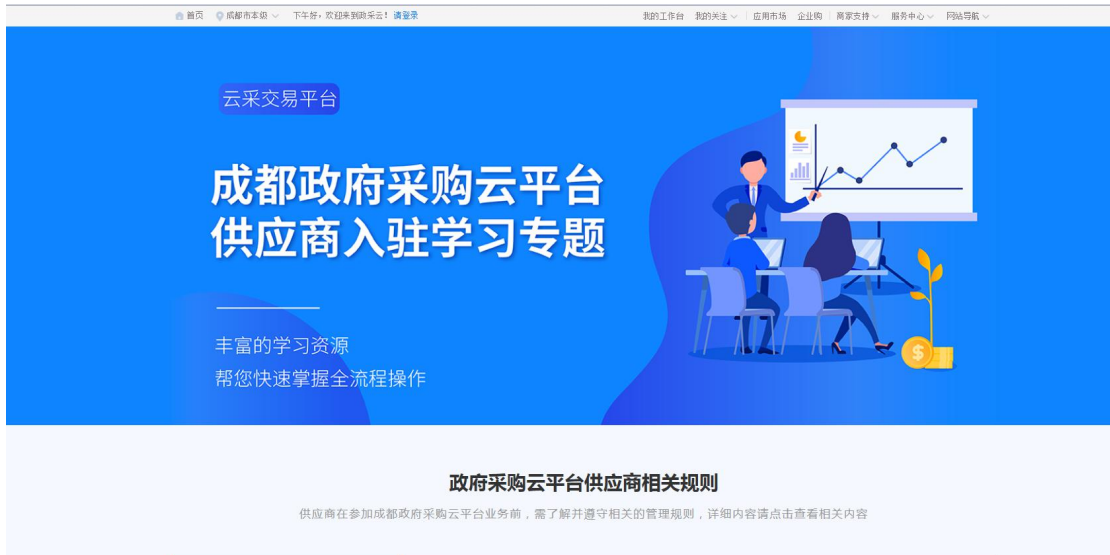 首页 成都市本级 下午好，欢迎来到政采云！ 请登录 我的工作台 我的关注 应用市场 企业购 商家支持 服务中心 网站导航
云采交易平台
成都政府采购云平台
供应商入驻学习专题
丰富的学习资源
帮您快速掌握全流程操作
政府采购云平台供应商相关规则
供应商在参加成都政府采购云平台业务前，需了解并遵守相关的管理规则，详细内容请点击查看相关内容